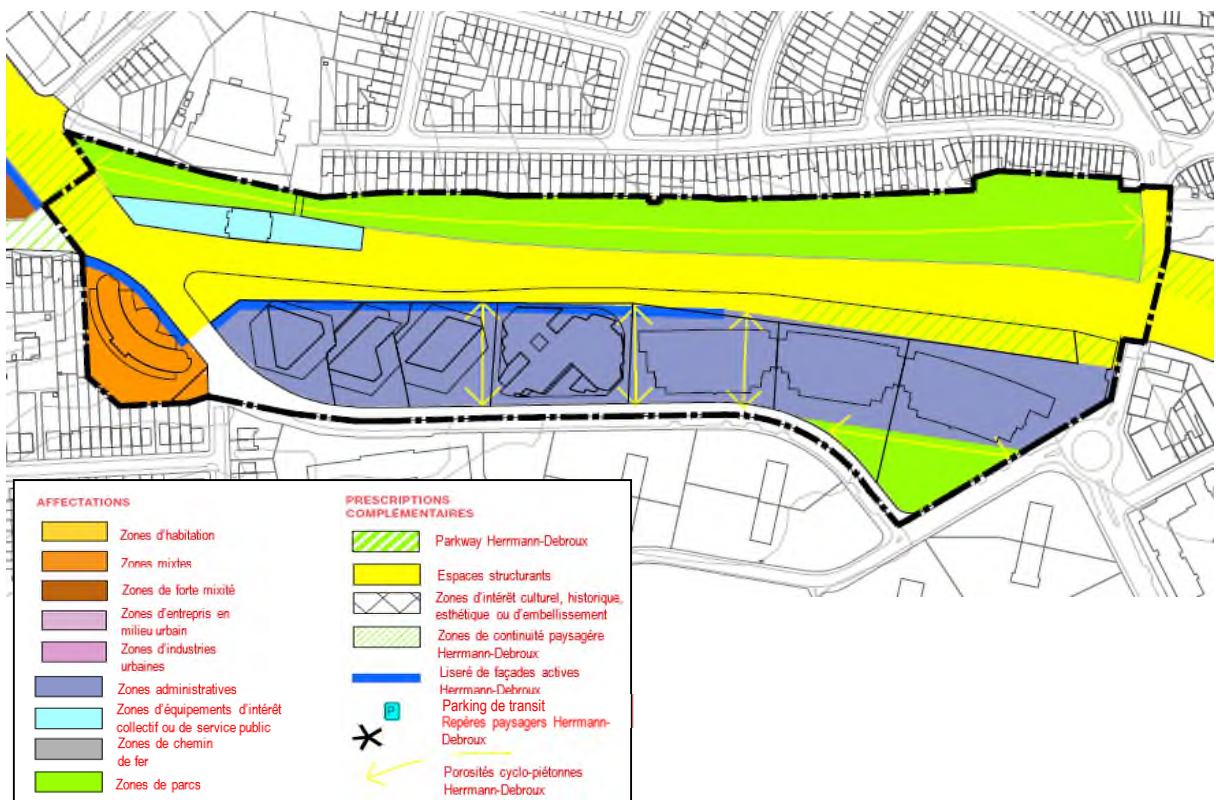 AFFECTATIONS
Zones d'habitation
Zones mixtes
Zones de forte mixité
Zones d'entrepris en
milieu urbain
Zones d'industries
urbaines
Zones administratives
Zones d'équipements d'intérêt
collectif ou de service public
Zones de chemin
de fer
Zones de parcs
PRESCRIPTIONS
COMPLÉMENTAIRES
Parkway Herrmann-Debroux
Espaces structurants
Zones d'intérêt culturel, historique,
esthétique ou d'embellissement
Zones de continuité paysagère
Herrmann-Debroux
Liseré de façades actives
Herrmann-Debroux
P
Parking de transit
Repères paysagers Herrmann-
Debroux
Porosités cyclo-piétonnes
Herrmann-Debroux